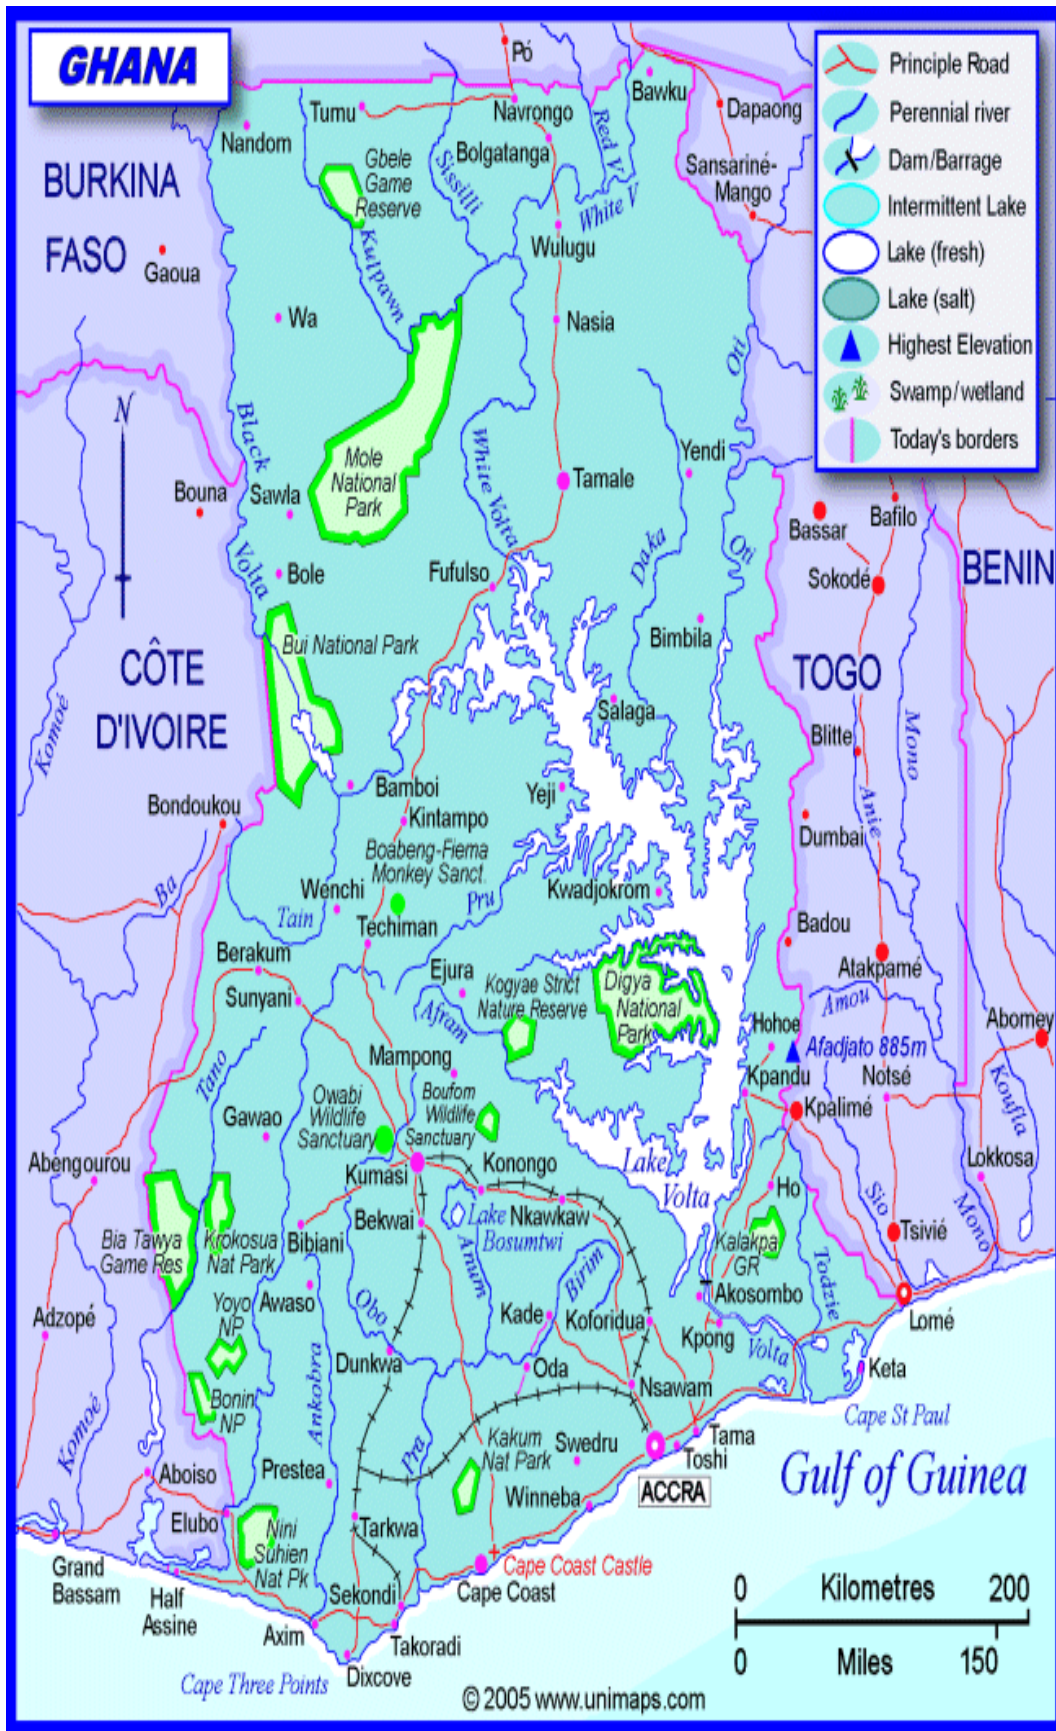 GHANA
Pó
Principle Road
Perennial river
Dam/Barrage
Intermittent Lake
Lake (fresh)
Lake (salt)
Highest Elevation
Swamp/wetland
Today's borders
Tumu
Navrongo
Bawku
Dapaong
Nandom
Bolgatanga
Red V
Sissilli
Gbele
Game
Reserve
Sansariné-
Mango
BURKINA
FASO
Gaoua
White V
Wulugu
Kulpawn
Wa
Nasia
Oti
N
Black
Volta
Mole
National
Park
White Volta
Yendi
Tamale
Bouna
Sawla
Bassar
Bafilo
Daka
Oti
Bole
Fufulso
Sokodé
BENIN
Bui National Park
Bimbila
CÔTE
D'IVOIRE
TOGO
Komoé
Salaga
Blitte
Mono
Bamboi
Yeji
Anie
Bondoukou
Kintampo
Dumbai
Boabeng-Fiema
Monkey Sanct.
Ba
Wenchi
Pru
Kwadjokrom
Tain
Techiman
Badou
Berakum
Atakpamé
Sunyani
Ejura
Kogyae Strict
Nature Reserve
Digya
National
Park
Afram
Amou
Hohoe
Abomey
Tano
Mampong
Afadjato 885m
Kpandu
Notsé
Owabi
Wildlife
Sanctuary
Boufom
Wildlife
Sanctuary
Kpalimé
Koufla
Gawao
Abengourou
Kumasi
Konongo
Lake
Volta
Lokkosa
Ho
Sio
Mono
Bekwai
Lake
Bosumtwi
Nkawkaw
Bia Tawya
Game Res
Krokosua
Nat Park
Bibiani
Anum
Kalakpa
GR
Tsivié
Birim
Todzie
Yoyo
NP
Awaso
Obo
Akosombo
Adzopé
Kade
Koforidua
Lomé
Kpong
Volta
Dunkwa
Oda
Keta
Ankobra
Nsawam
Bonin
NP
Komoé
Cape St Paul
Pra
Kakum
Nat Park
Swedru
Tama
Toshi
Aboiso
Prestea
ACCRA
Gulf of Guinea
Winneba
Elubo
Nini
Suhien
Nat Pk
Tarkwa
Grand
Bassam
Cape Coast Castle
Cape Coast
Half
Assine
Sekondi
0 Kilometres 200
Axim
Takoradi
0 Miles 150
Dixcove
Cape Three Points
© 2005 www.unimaps.com